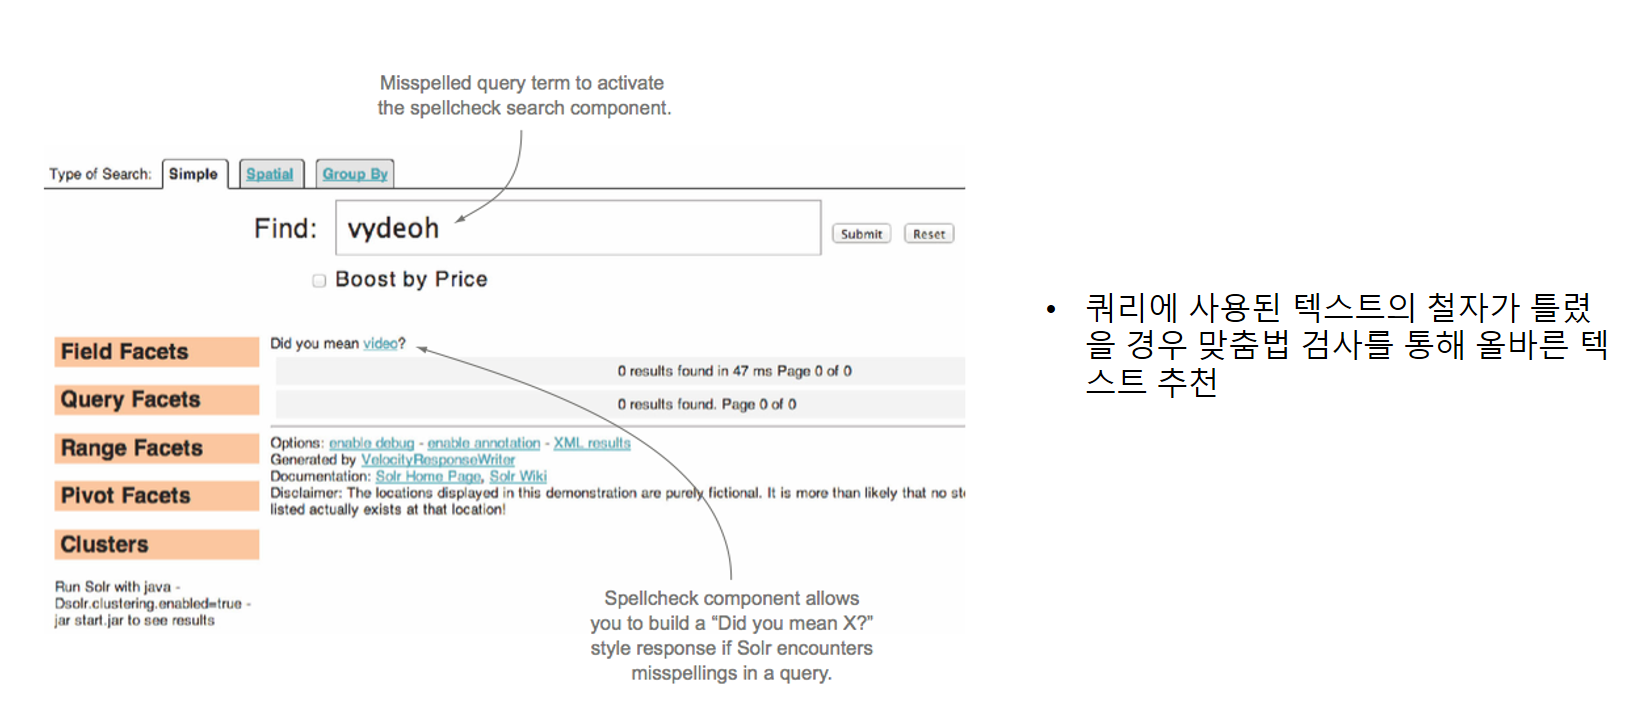 Misspelled query term to activate
the spellcheck search component.
Type of Search: Simple Spatial Group By
Find: vydeoh Submit Reset
Boost by Price
Did you mean video?
0 results found in 47 ms Page 0 of 0
0 results found. Page 0 of 0
Field Facets
Query Facets
Range Facets
Pivot Facets
Clusters
Run Solr with java -
Dsolr.clustering.enabled=true -
jar start.jar to see results
Options: enable debug - enable annotation - XML results
Generated by VelocityResponseWriter
Documentation: Solr Home Page, Solr Wiki
Disclaimer: The locations displayed in this demonstration are purely fictional. It is more than likely that no
listed actually exists at that location!
Spellcheck component allows
you to build a “Did you mean X?”
style response if Solr encounters
misspellings in a query.
• 쿼리에 사용된 텍스트의 철자가 틀렸
을 경우 맞춤법 검사를 통해 올바른 텍
스트 추천